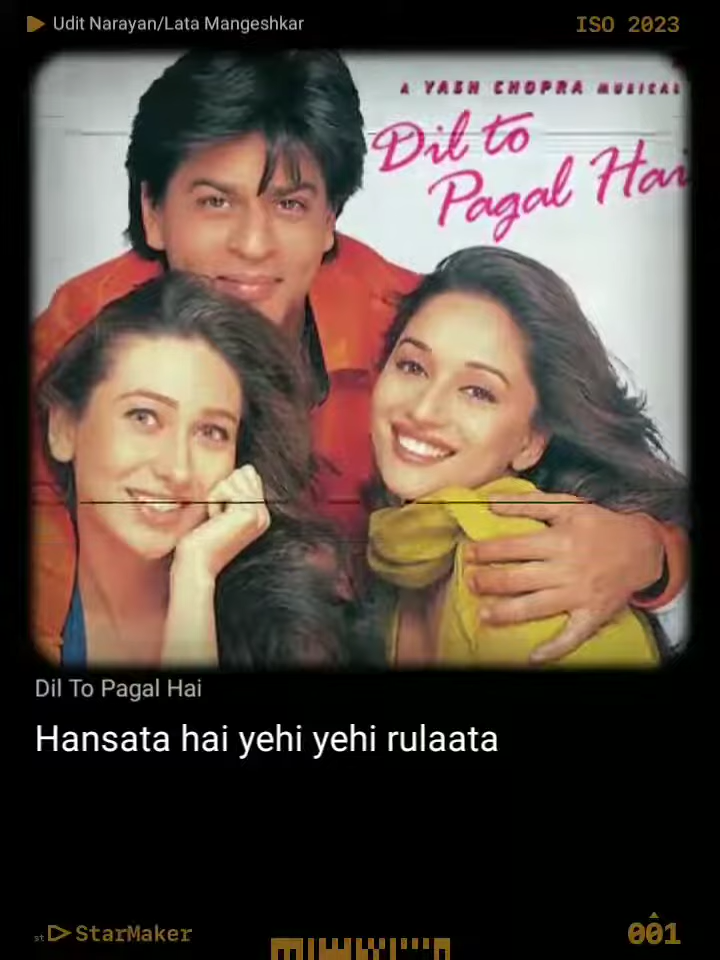 Udit Narayan/Lata Mangeshkar
ISO 2023
A YASH CHOPRA MUSICAL
Dil to
Pagal Hai
Dil To Pagal Hai
Hansata hai yehi yehi rulaata
st StarMaker
001